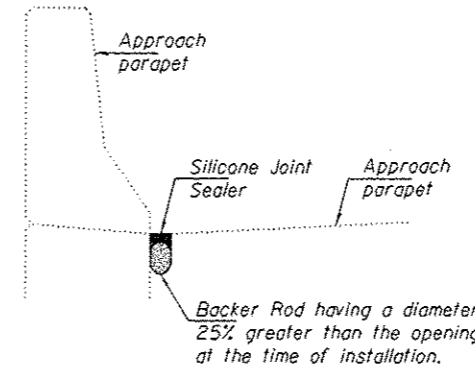 Approach
parapet
Silicone Joint
Sealer
Approach
parapet
Backer Rod having a diameter
25% greater than the opening
at the time of installation.